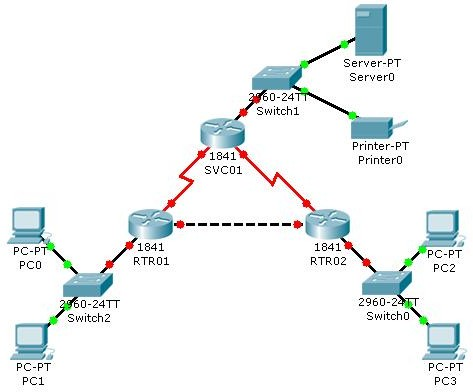 Server-PT
Server0
2960-24TT
Switch1
Printer-PT
Printer0
1841
SVC01
1841
RTR01
1841
RTR02
PC-PT
PC0
PC-PT
PC2
2960-24TT
Switch2
2960-24TT
Switch0
PC-PT
PC1
PC-PT
PC3